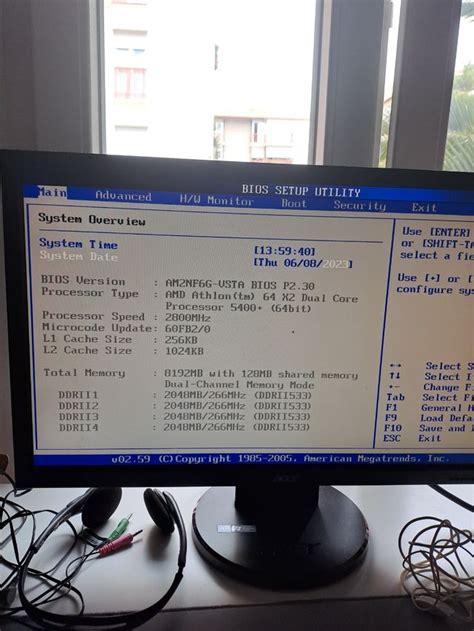 BIOS SETUP UTILITY
Main Advanced H/W Monitor Boot Security Exit
System Overview
System Time [13:59:40]
System Date [Thu 06/08/2023]
BIOS Version : AM2NF6G-VSTA BIOS P2.30
Processor Type : AMD Athlon(tm) 64 X2 Dual Core
Processor 5400+ (64bit)
Processor Speed : 2800MHz
Microcode Update: 60FB2/0
L1 Cache Size : 256KB
L2 Cache Size : 1024KB
Total Memory : 8192MB with 128MB shared memory
Dual-Channel Memory Mode
DDRII1 : 2048MB/266MHz (DDRII533)
DDRII2 : 2048MB/266MHz (DDRII533)
DDRII3 : 2048MB/266MHz (DDRII533)
DDRII4 : 2048MB/266MHz (DDRII533)
Use [ENTER]
or [SHIFT-TA
select a
Use [+] or [
configure sys
↔ Select S
↑↓ Select I
+- Change F
Tab Select F
F1 General H
F9 Load Defa
F10 Save and
ESC Exit
v02.59 (C)Copyright 1985-2005, American Megatrends, Inc.
acer